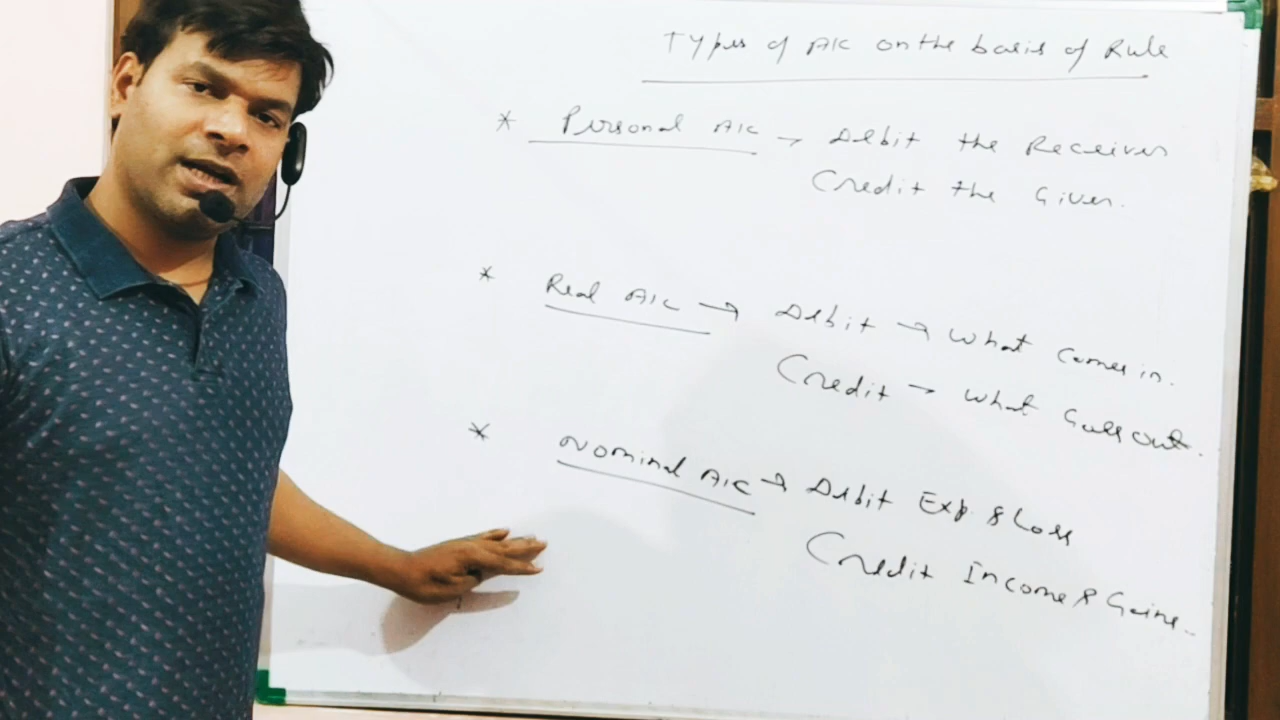 Types of A/C on the basis of Rule
* Personal A/C → Debit the Receiver
Credit the Giver.
* Real A/C → Debit → What Comes in.
Credit → What Goes out.
* Nominal A/C → Debit Exp. & Loss
Credit Income & Gains.